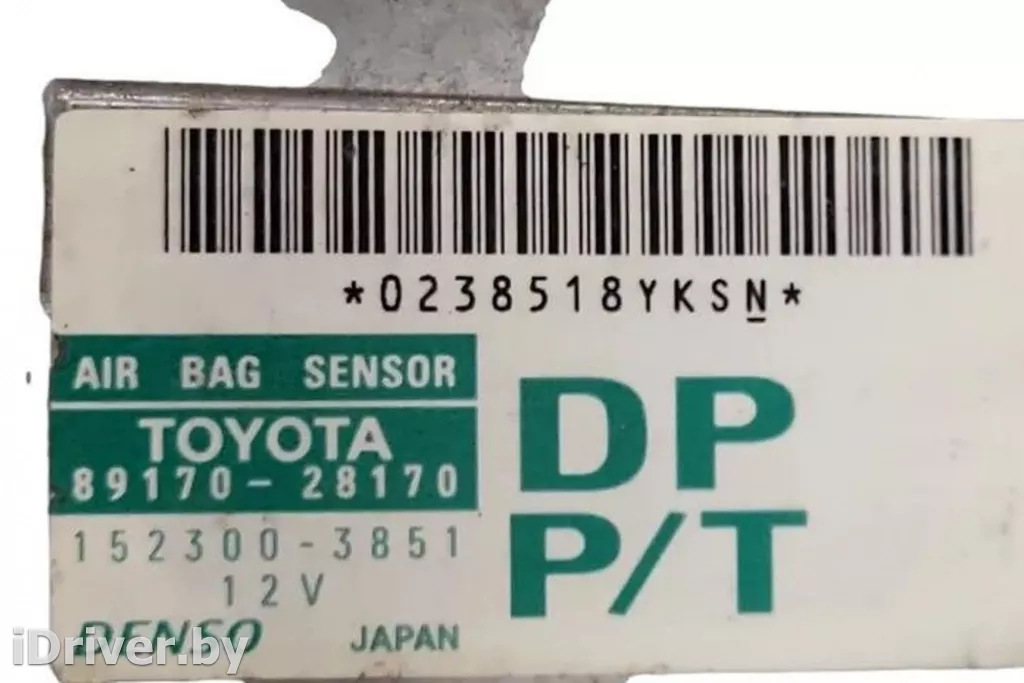 *0238518YKSN*
AIR BAG SENSOR
TOYOTA
89170-28170
152300-3851
12V
DENSO JAPAN
DP
P/T
iDriver.by